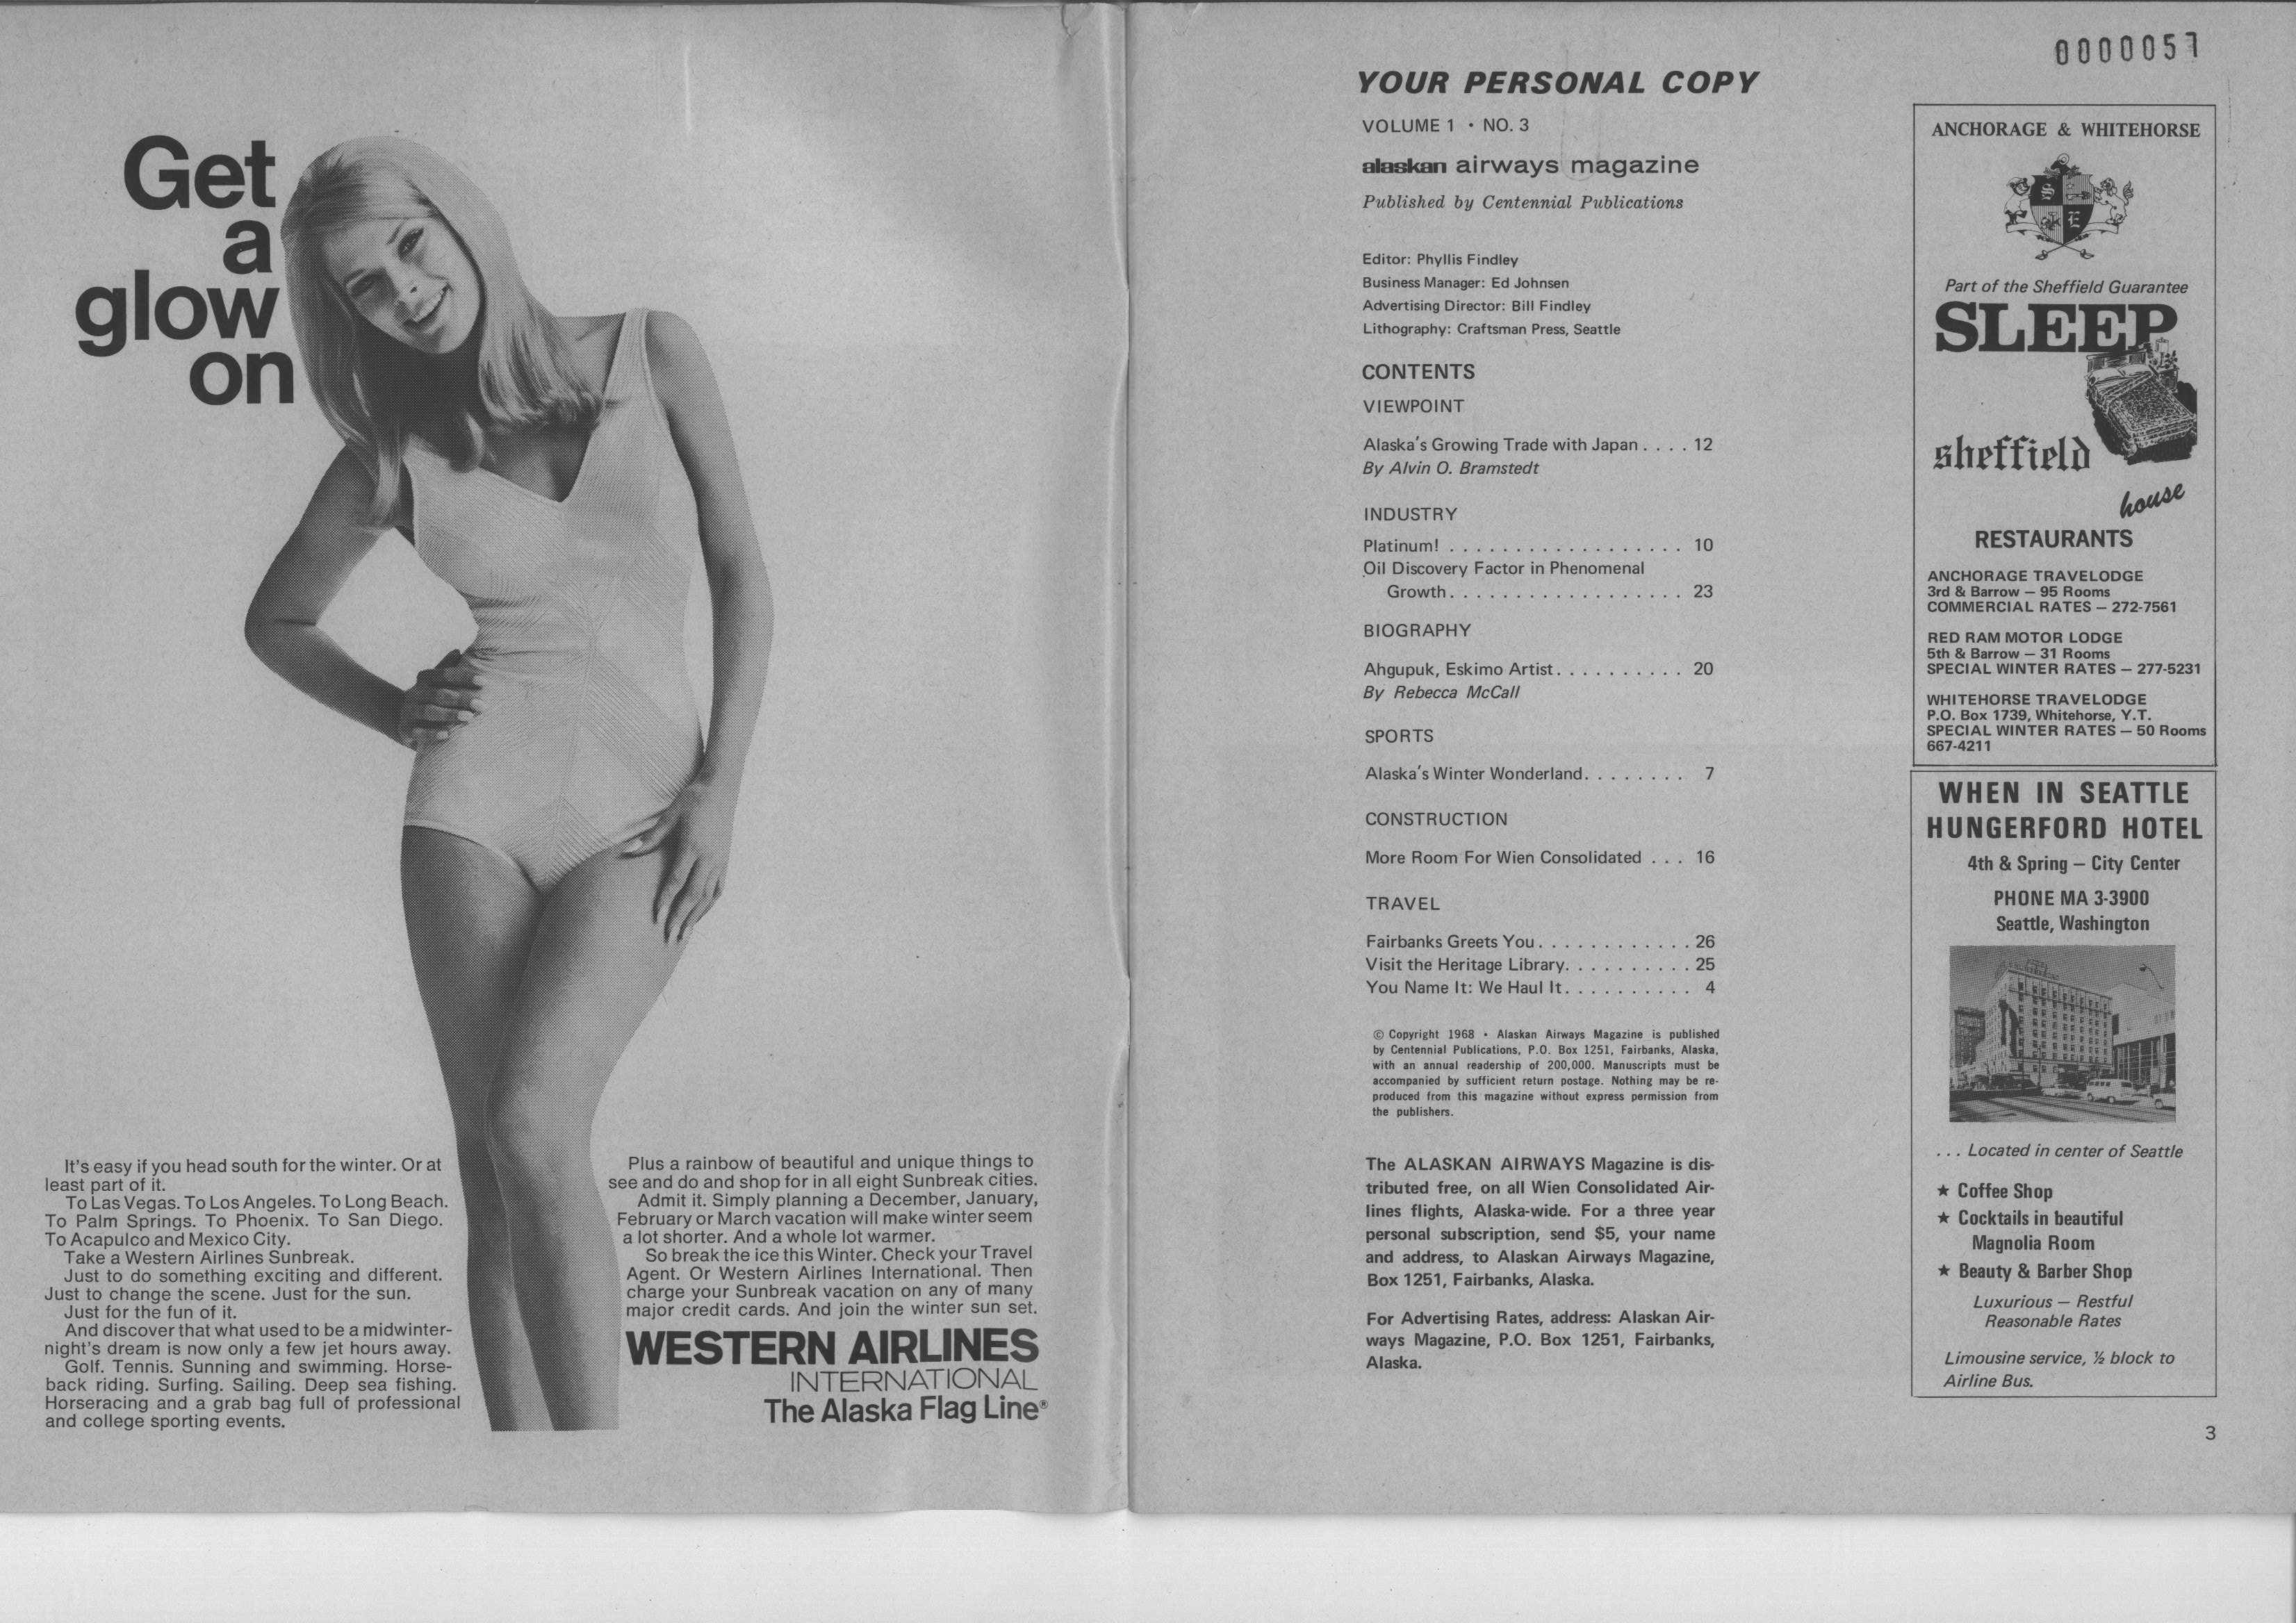 Get
a
glow
on
It's easy if you head south for the winter. Or at
least part of it.
To Las Vegas. To Los Angeles. To Long Beach.
To Palm Springs. To Phoenix. To San Diego.
To Acapulco and Mexico City.
Take a Western Airlines Sunbreak.
Just to do something exciting and different.
Just to change the scene. Just for the sun.
Just for the fun of it.
And discover that what used to be a midwinter-
night's dream is now only a few jet hours away.
Golf. Tennis. Sunning and swimming. Horse-
back riding. Surfing. Sailing. Deep sea fishing.
Horseracing and a grab bag full of professional
and college sporting events.
Plus a rainbow of beautiful and unique things to
see and do and shop for in all eight Sunbreak cities.
Admit it. Simply planning a December, January,
February or March vacation will make winter seem
a lot shorter. And a whole lot warmer.
So break the ice this Winter. Check your Travel
Agent. Or Western Airlines International. Then
charge your Sunbreak vacation on any of many
major credit cards. And join the winter sun set.
WESTERN AIRLINES
INTERNATIONAL
The Alaska Flag Line®
0000057
YOUR PERSONAL COPY
VOLUME 1 • NO. 3
alaskan airways magazine
Published by Centennial Publications
Editor: Phyllis Findley
Business Manager: Ed Johnsen
Advertising Director: Bill Findley
Lithography: Craftsman Press, Seattle
CONTENTS
VIEWPOINT
Alaska's Growing Trade with Japan . . . . 12
By Alvin O. Bramstedt
INDUSTRY
Platinum! . . . . . . . . . . . . . . . . . . 10
Oil Discovery Factor in Phenomenal
Growth. . . . . . . . . . . . . . . . . . 23
BIOGRAPHY
Ahgupuk, Eskimo Artist. . . . . . . . . . 20
By Rebecca McCall
SPORTS
Alaska's Winter Wonderland. . . . . . . . 7
CONSTRUCTION
More Room For Wien Consolidated . . . 16
TRAVEL
Fairbanks Greets You. . . . . . . . . . . . 26
Visit the Heritage Library. . . . . . . . . . 25
You Name It: We Haul It. . . . . . . . . . 4
© Copyright 1968 • Alaskan Airways Magazine is published
by Centennial Publications, P.O. Box 1251, Fairbanks, Alaska,
with an annual readership of 200,000. Manuscripts must be
accompanied by sufficient return postage. Nothing may be re-
produced from this magazine without express permission from
the publishers.
The ALASKAN AIRWAYS Magazine is dis-
tributed free, on all Wien Consolidated Air-
lines flights, Alaska-wide. For a three year
personal subscription, send $5, your name
and address, to Alaskan Airways Magazine,
Box 1251, Fairbanks, Alaska.
For Advertising Rates, address: Alaskan Air-
ways Magazine, P.O. Box 1251, Fairbanks,
Alaska.
ANCHORAGE & WHITEHORSE
S
E
Part of the Sheffield Guarantee
SLEEP
sheffield
house
RESTAURANTS
ANCHORAGE TRAVELODGE
3rd & Barrow — 95 Rooms
COMMERCIAL RATES — 272-7561
RED RAM MOTOR LODGE
5th & Barrow — 31 Rooms
SPECIAL WINTER RATES — 277-5231
WHITEHORSE TRAVELODGE
P.O. Box 1739, Whitehorse, Y.T.
SPECIAL WINTER RATES — 50 Rooms
667-4211
WHEN IN SEATTLE
HUNGERFORD HOTEL
4th & Spring — City Center
PHONE MA 3-3900
Seattle, Washington
. . . Located in center of Seattle
★ Coffee Shop
★ Cocktails in beautiful
Magnolia Room
★ Beauty & Barber Shop
Luxurious — Restful
Reasonable Rates
Limousine service, ½ block to
Airline Bus.
3